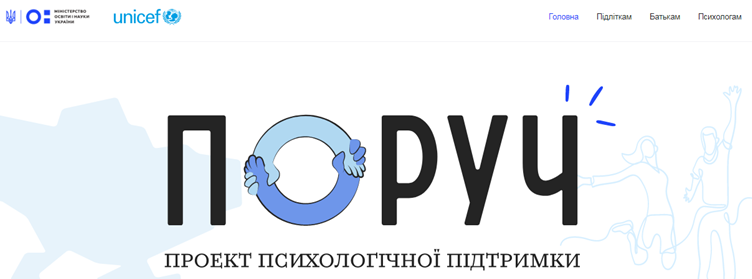 МІНІСТЕРСТВО
ОСВІТИ І НАУКИ
УКРАЇНИ
unicef
Головна Підліткам Батькам Психологам
ПОРУЧ
ПРОЕКТ ПСИХОЛОГІЧНОЇ ПІДТРИМКИ